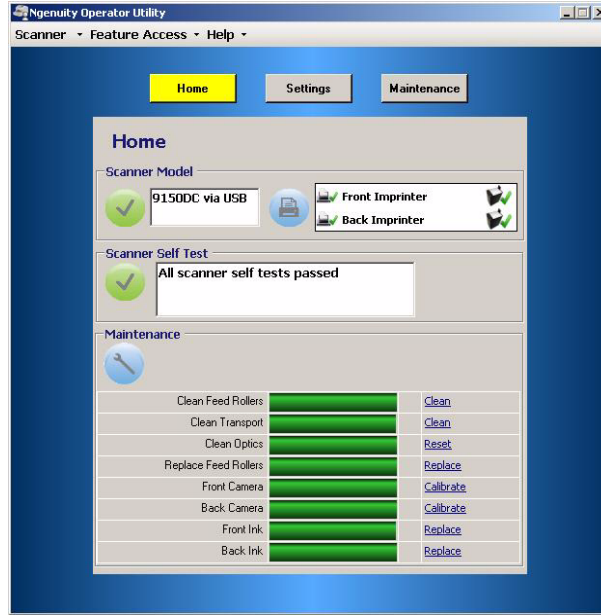 Ngenuity Operator Utility
Scanner Feature Access Help
Home Settings Maintenance
Home
Scanner Model
9150DC via USB
Front Imprinter
Back Imprinter
Scanner Self Test
All scanner self tests passed
Maintenance
Clean Feed Rollers Clean
Clean Transport Clean
Clean Optics Reset
Replace Feed Rollers Replace
Front Camera Calibrate
Back Camera Calibrate
Front Ink Replace
Back Ink Replace